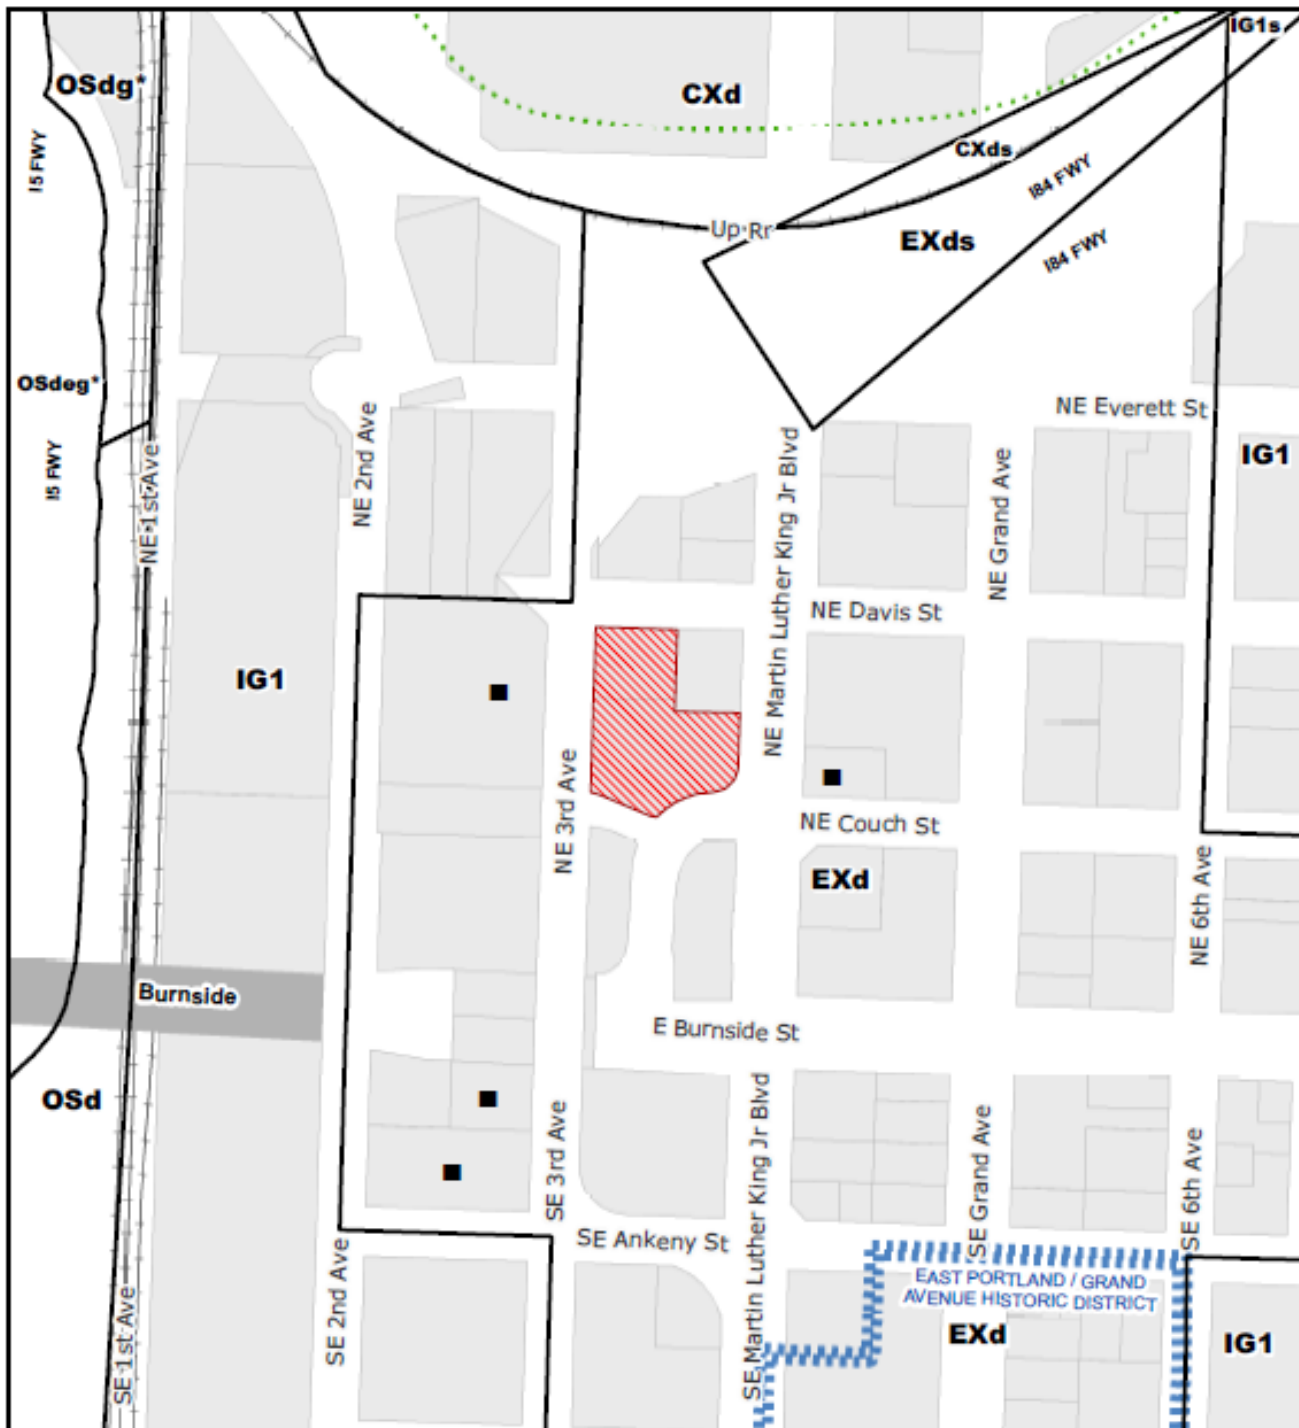 IG1s
OSdg*
CXd
I5 FWY
CXds
I84 FWY
Up Rr
EXds
I84 FWY
OSdeg*
NE Everett St
I5 FWY
NE 1st Ave
NE 2nd Ave
NE Martin Luther King Jr Blvd
NE Grand Ave
IG1
NE Davis St
IG1
NE 3rd Ave
NE Couch St
EXd
NE 6th Ave
Burnside
E Burnside St
OSd
SE 3rd Ave
SE Martin Luther King Jr Blvd
SE Grand Ave
SE 6th Ave
SE Ankeny St
SE 1st Ave
SE 2nd Ave
EAST PORTLAND / GRAND
AVENUE HISTORIC DISTRICT
EXd
IG1